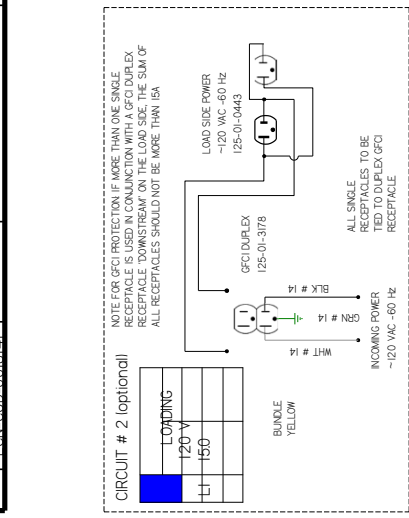 NOTE FOR GFCI PROTECTION IF MORE THAN ONE SINGLE
RECEPTACLE IS USED IN CONJUNCTION WITH A GFCI DUPLEX
RECEPTACLE "DOWNSTREAM" ON THE LOAD SIDE, THE SUM OF
ALL RECEPTACLES SHOULD NOT BE MORE THAN 15A
CIRCUIT # 2 (optional)
LOADING
120 V
L1
15.0
LOAD SIDE POWER
~120 VAC -60 Hz
125-01-0443
GFCI DUPLEX
125-01-3178
BUNDLE
YELLOW
WHT # 14
GRN # 14
BLK # 14
INCOMING POWER
~120 VAC -60 Hz
ALL SINGLE
RECEPTACLES TO BE
TIED TO DUPLEX GFCI
RECEPTACLE